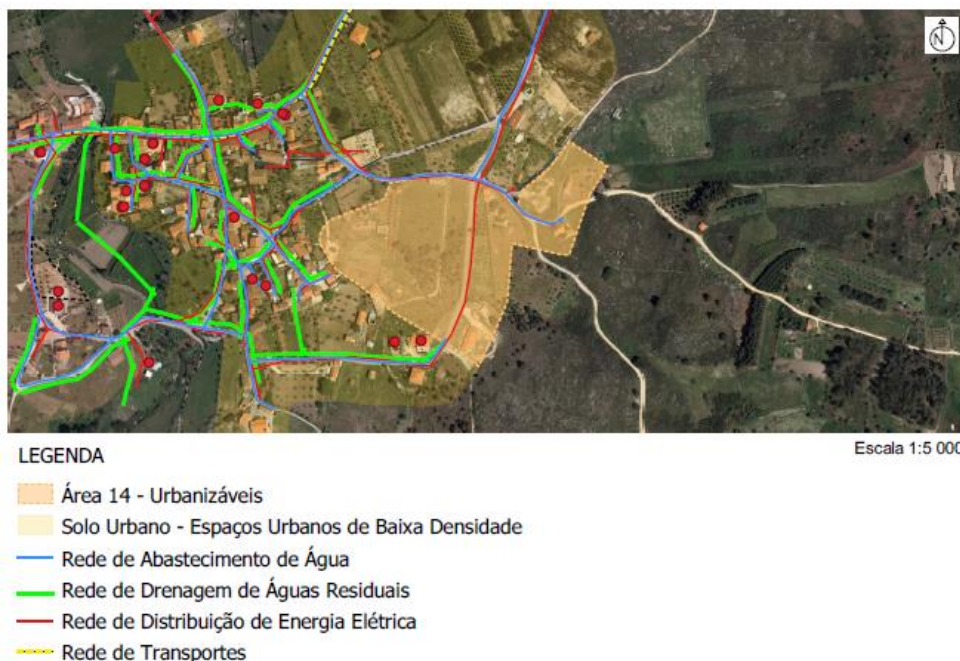 N
Escala 1:5 000
LEGENDA
Área 14 - Urbanizáveis
Solo Urbano - Espaços Urbanos de Baixa Densidade
Rede de Abastecimento de Água
Rede de Drenagem de Águas Residuais
Rede de Distribuição de Energia Elétrica
Rede de Transportes